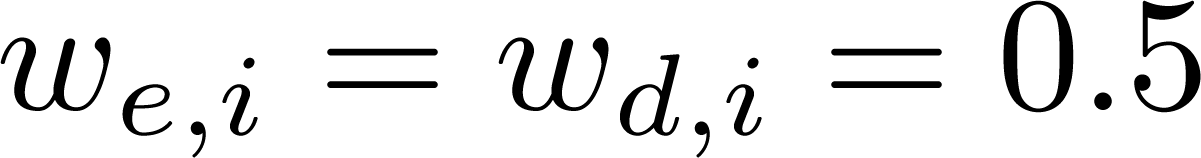 $w_{e,i} = w_{d,i} = 0.5$